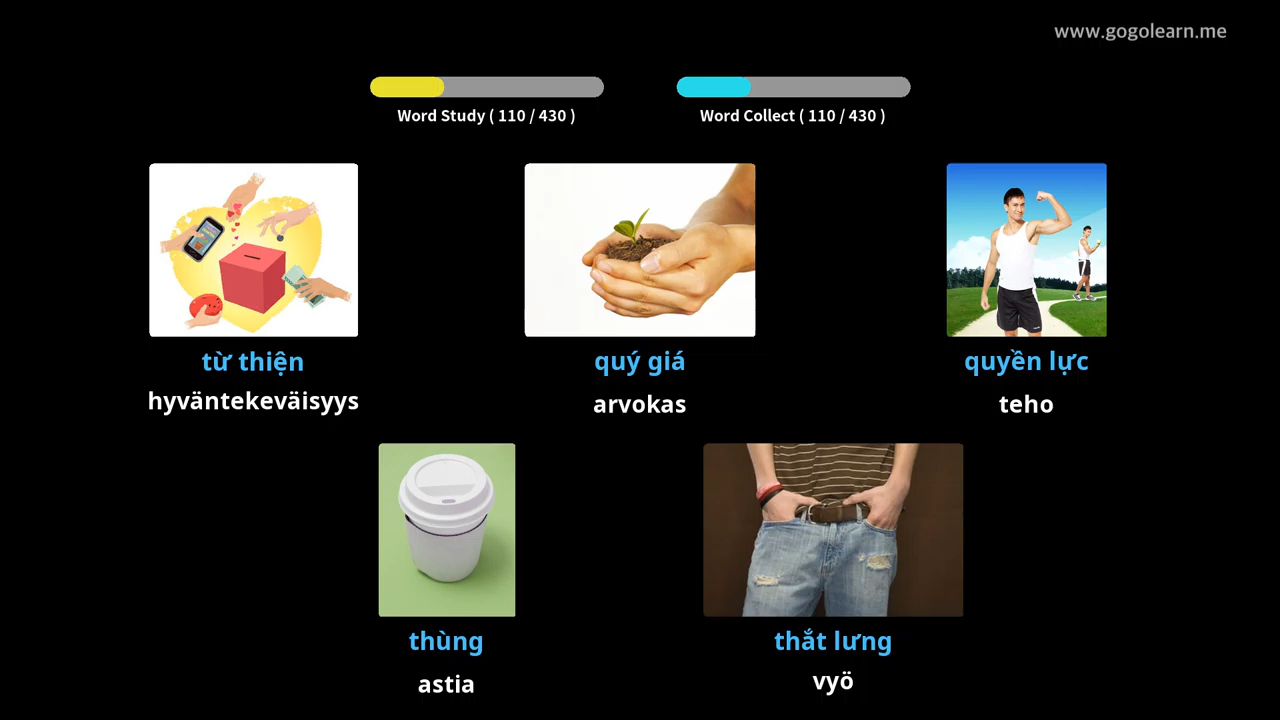 www.gogolearn.me
Word Study ( 110 / 430 )
Word Collect ( 110 / 430 )
từ thiện
hyväntekeväisyys
quý giá
arvokas
quyền lực
teho
thùng
astia
thắt lưng
vyö